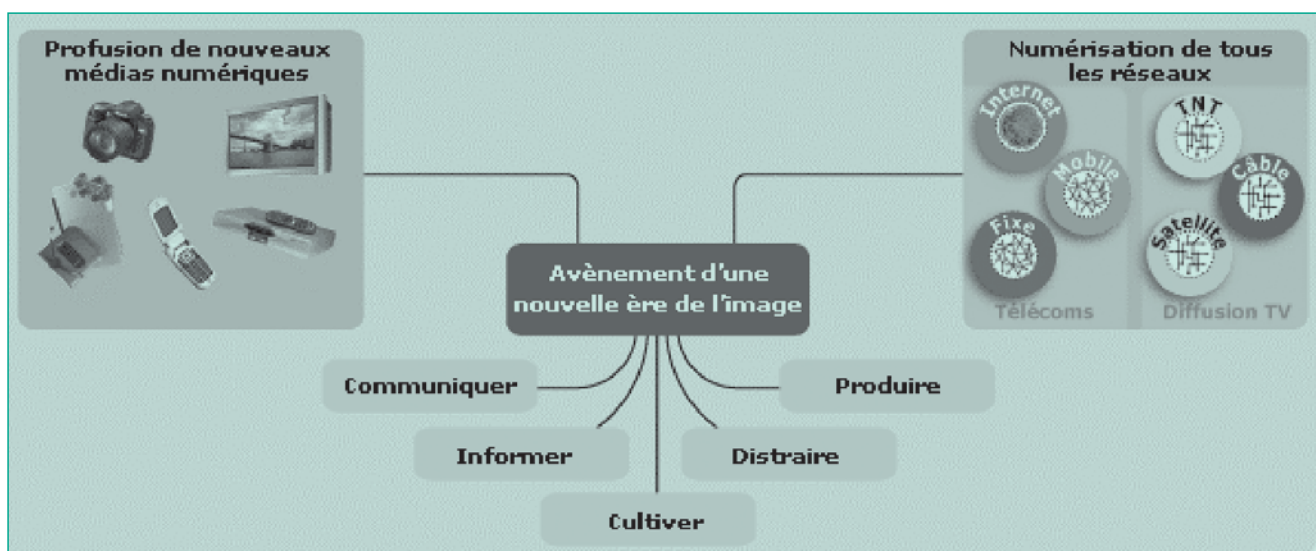 Profusion de nouveaux
médias numériques
Numérisation de tous
les réseaux
Internet
Mobile
Fixe
Télécoms
TNT
Câble
Satellite
Diffusion TV
Avènement d'une
nouvelle ère de l'image
Communiquer
Produire
Informer
Distraire
Cultiver